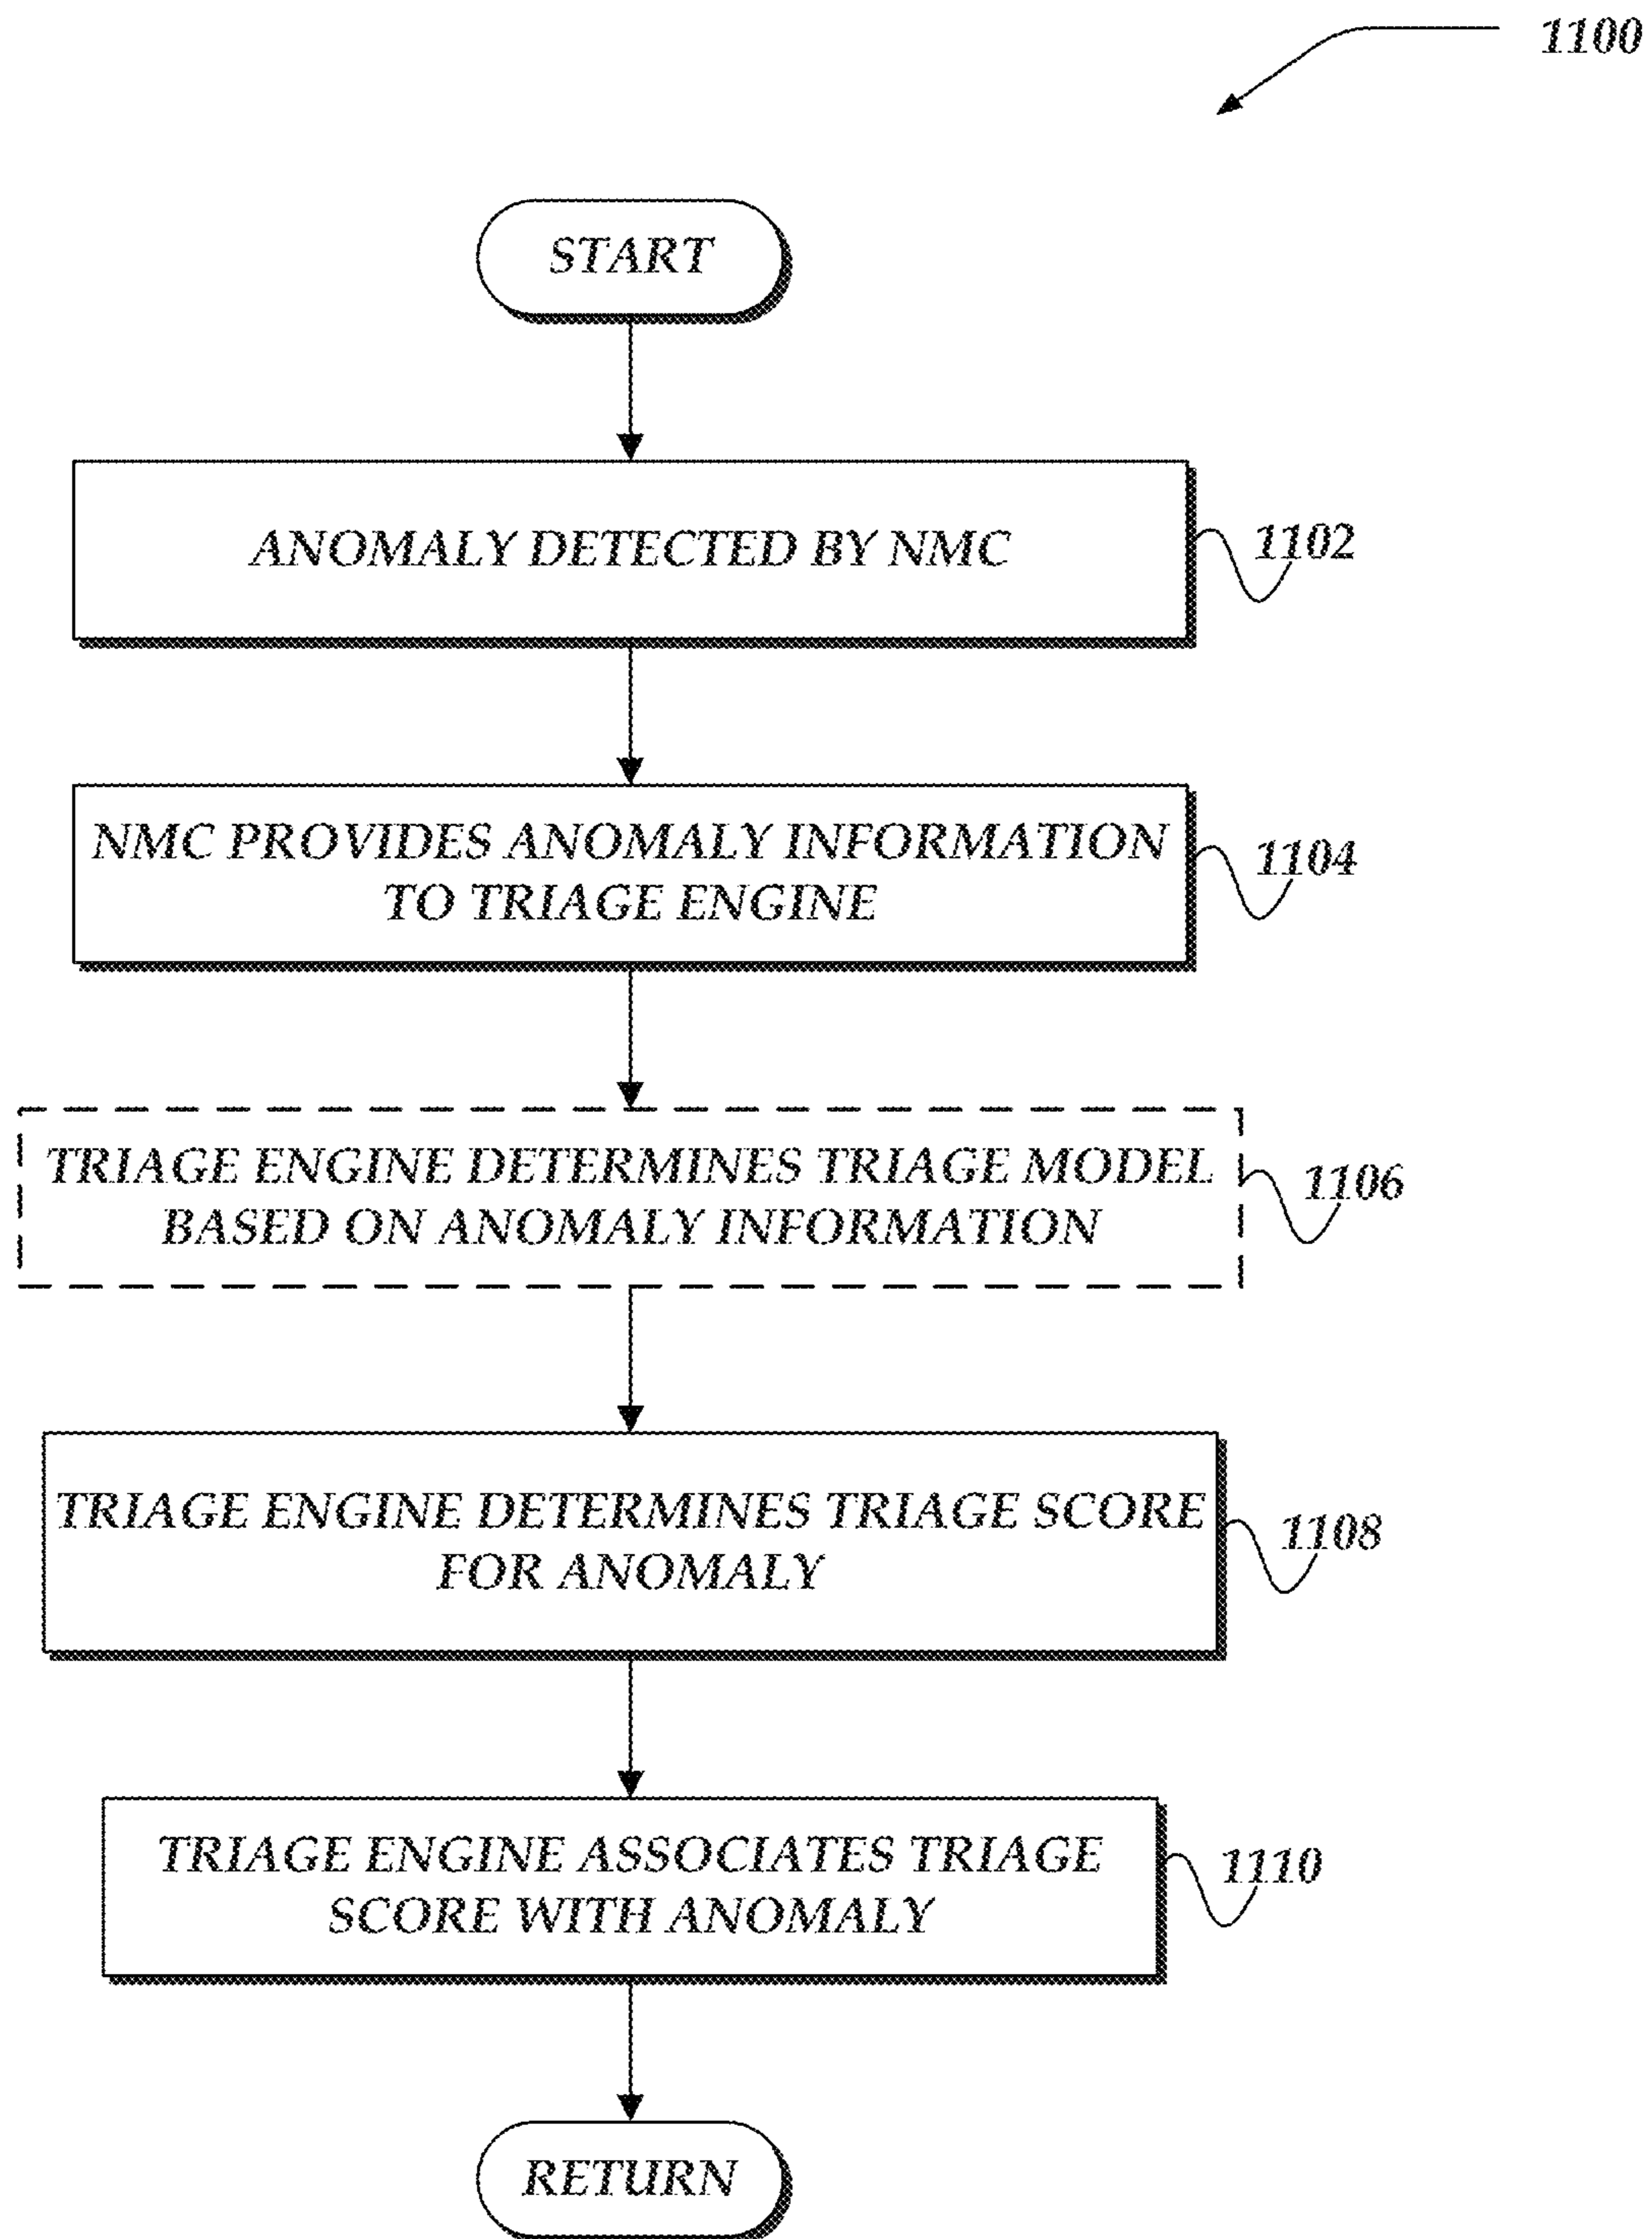 1100
START
ANOMALY DETECTED BY NMC
1102
NMC PROVIDES ANOMALY INFORMATION
TO TRIAGE ENGINE
1104
TRIAGE ENGINE DETERMINES TRIAGE MODEL
BASED ON ANOMALY INFORMATION
1106
TRIAGE ENGINE DETERMINES TRIAGE SCORE
FOR ANOMALY
1108
TRIAGE ENGINE ASSOCIATES TRIAGE
SCORE WITH ANOMALY
1110
RETURN